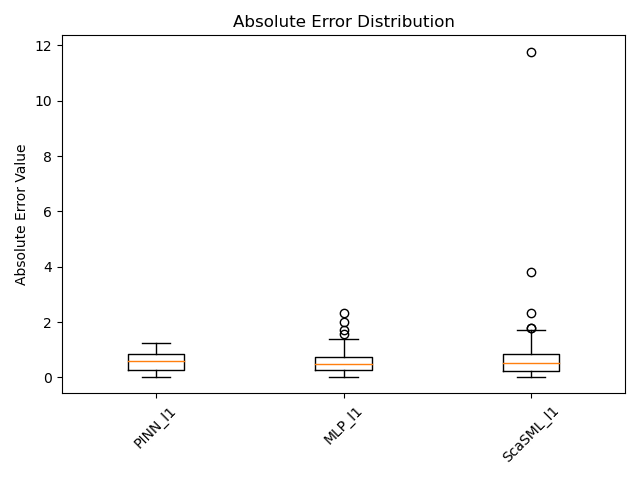 Absolute Error Distribution
Absolute Error Value
12
10
8
6
4
2
0
PINN_l1
MLP_l1
ScaSML_l1